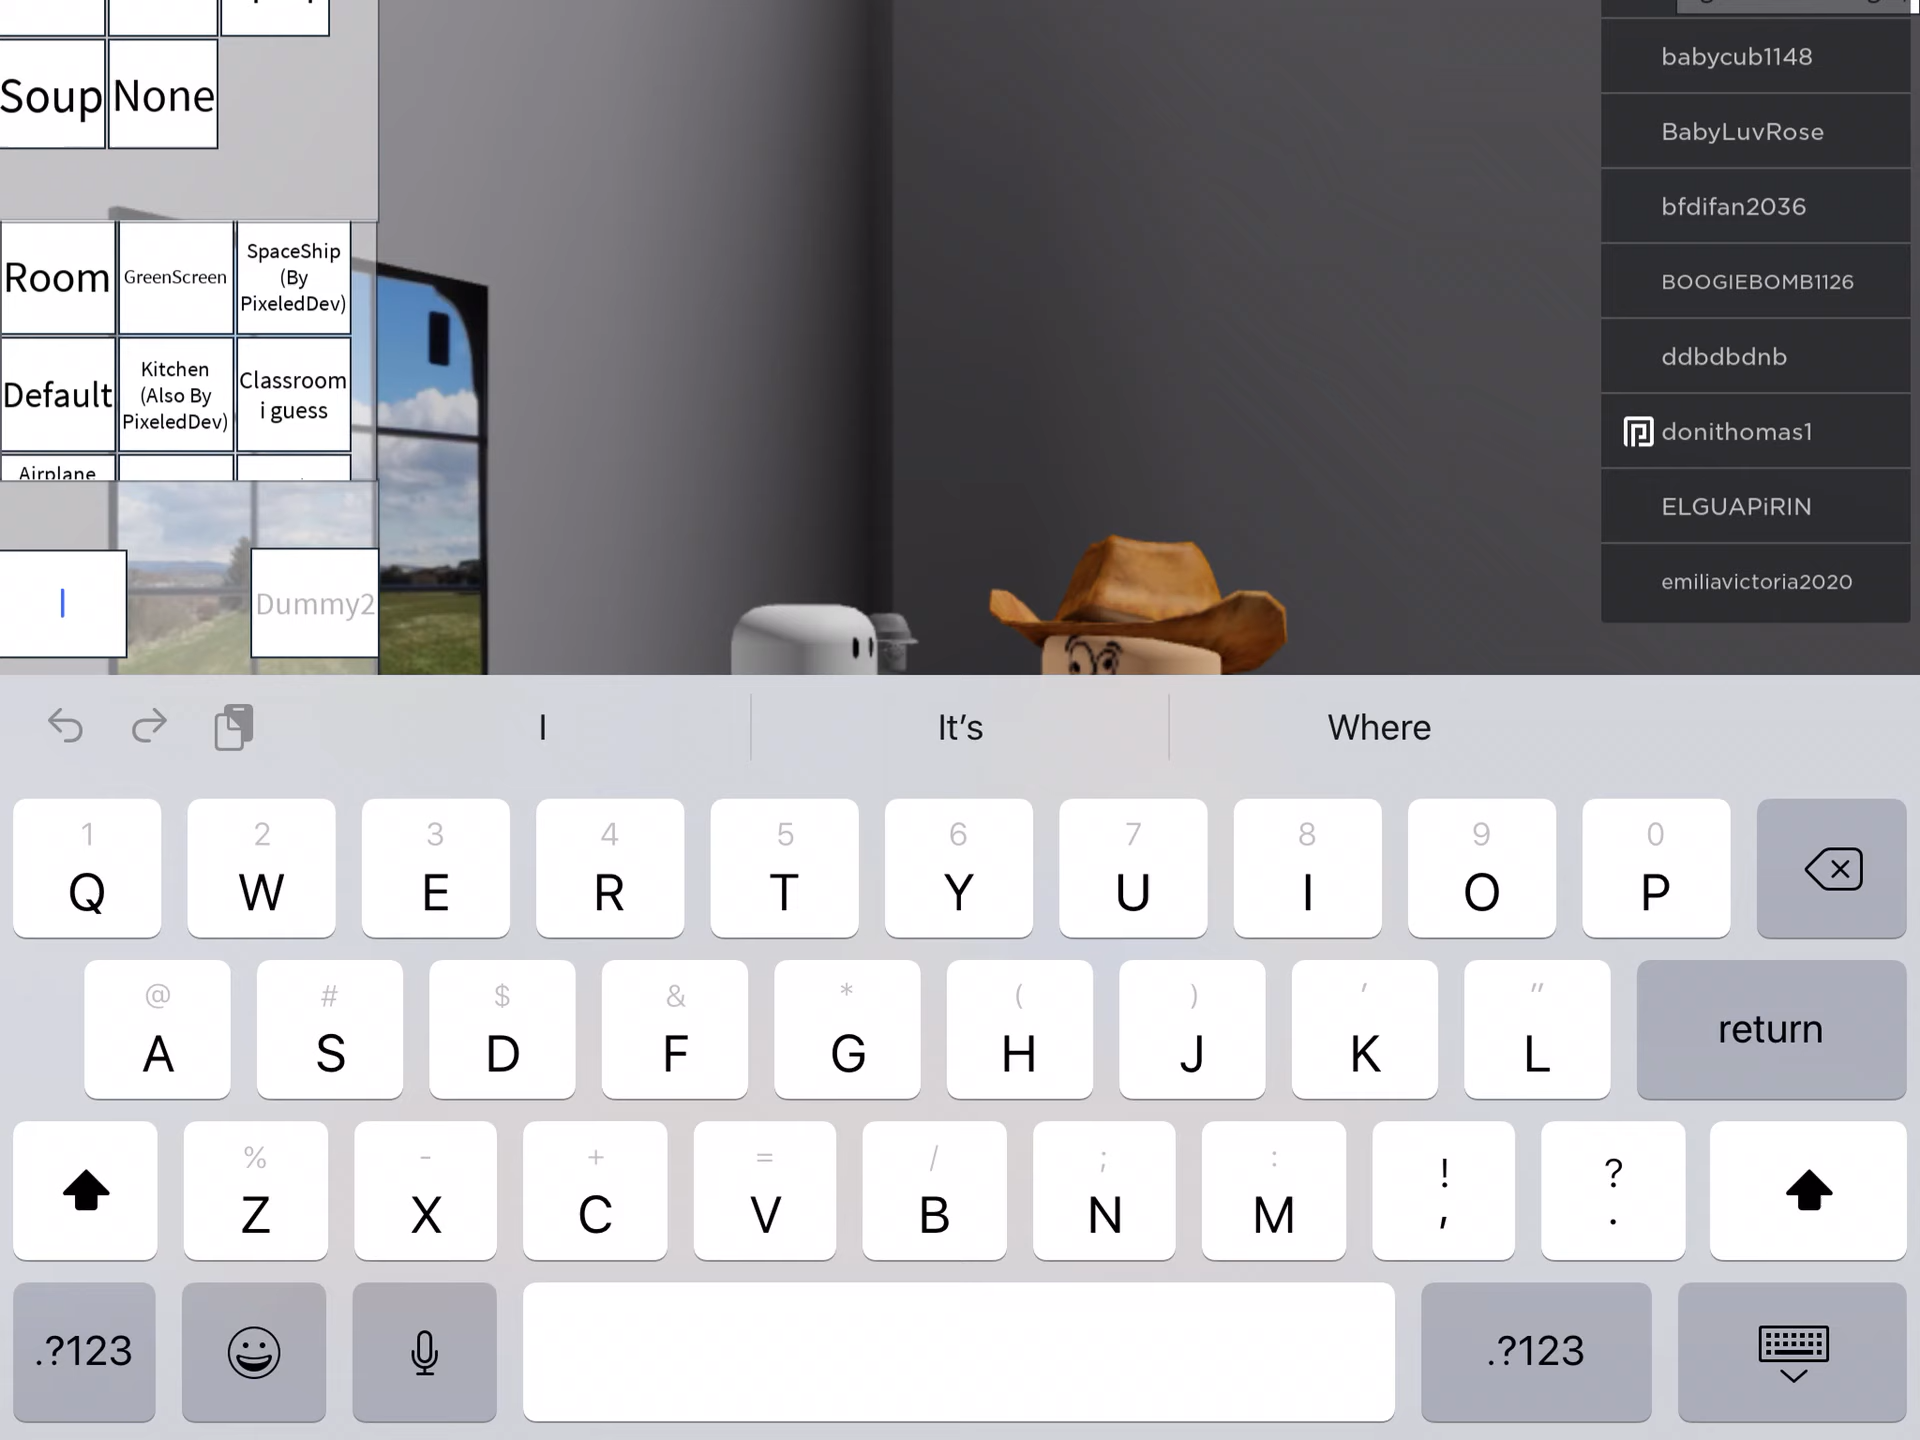 Soup None
Room
GreenScreen
SpaceShip
(By
PixeledDev)
Default
Kitchen
(Also By
PixeledDev)
Classroom
i guess
Airplane
Dummy2
babycub1148
BabyLuvRose
bfdifan2036
BOOGIEBOMB1126
ddbdbdnb
donithomas1
ELGUAPiRIN
emiliavictoria2020
I It’s Where
1 2 3 4 5 6 7 8 9 0
Q W E R T Y U I O P
@ # $ & * ( ) ' "
A S D F G H J K L return
% - + = / ; : ! ?
Z X C V B N M , .
.?123 .?123